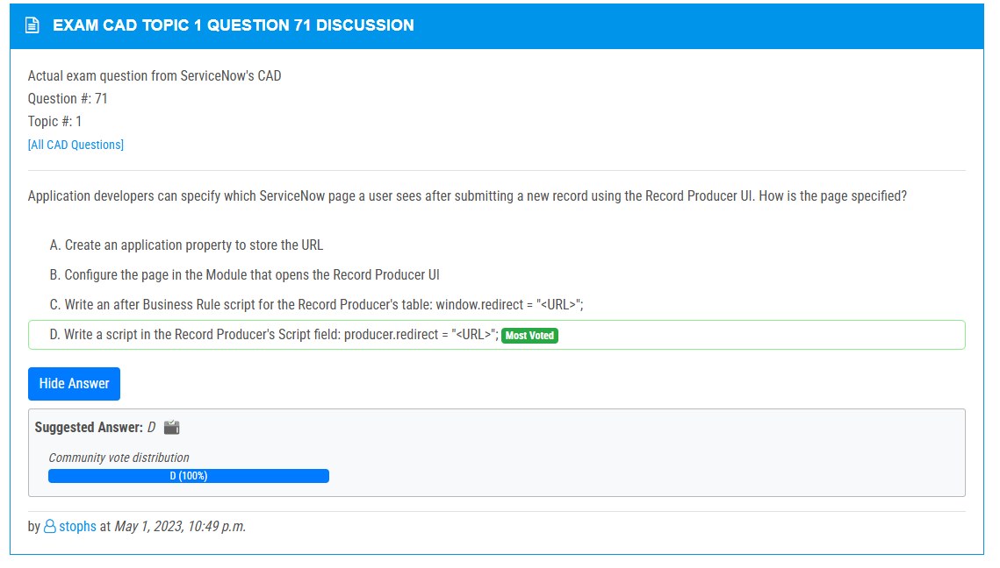 EXAM CAD TOPIC 1 QUESTION 71 DISCUSSION
Actual exam question from ServiceNow's CAD
Question #: 71
Topic #: 1
[All CAD Questions]
Application developers can specify which ServiceNow page a user sees after submitting a new record using the Record Producer UI. How is the page specified?
A. Create an application property to store the URL
B. Configure the page in the Module that opens the Record Producer UI
C. Write an after Business Rule script for the Record Producer's table: window.redirect = "<URL>";
D. Write a script in the Record Producer's Script field: producer.redirect = "<URL>"; Most Voted
Hide Answer
Suggested Answer: D
Community vote distribution
D (100%)
by stophs at May 1, 2023, 10:49 p.m.